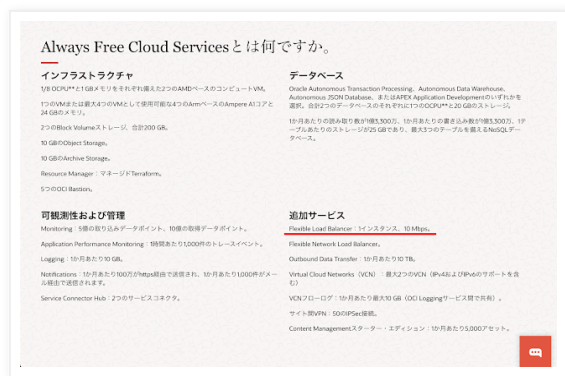 Always Free Cloud Servicesとは何ですか。
インフラストラクチャ
1/8 OCPU**と1 GBメモリをそれぞれ備えた2つのAMDベースのコンピュートVM。
1つのVMまたは最大4つのVMとして使用可能な4つのArmベースのAmpere A1コアと
24 GBのメモリ。
2つのBlock Volumeストレージ、合計200 GB。
10 GBのObject Storage。
10 GBのArchive Storage。
Resource Manager：マネージドTerraform。
5つのOCI Bastion。
データベース
Oracle Autonomous Transaction Processing、Autonomous Data Warehouse、
Autonomous JSON Database、またはAPEX Application Developmentのいずれかを
選択。合計2つのデータベースのそれぞれに1つのOCPU**と20 GBのストレージ。
1か月あたりの読み取り数が1億3,300万、1か月あたりの書き込み数が1億3,300万、1テ
ーブルあたりのストレージが25 GBであり、最大3つのテーブルを備えるNoSQLデー
タベース。
可観測性および管理
Monitoring：5億の取り込みデータポイント、10億の取得データポイント。
Application Performance Monitoring：1時間あたり1,000件のトレースイベント。
Logging：1か月あたり10 GB。
Notifications：1か月あたり100万がhttps経由で送信され、1か月あたり1,000件がメー
ル経由で送信されます。
Service Connector Hub：2つのサービスコネクタ。
追加サービス
Flexible Load Balancer：1インスタンス、10 Mbps。
Flexible Network Load Balancer。
Outbound Data Transfer：1か月あたり10 TB。
Virtual Cloud Networks（VCN）：最大2つのVCN（IPv4およびIPv6のサポートを含
む）
VCNフローログ：1か月あたり最大10 GB（OCI Loggingサービス間で共有）。
サイト間VPN：50のIPSec接続。
Content Managementスターター・エディション：1か月あたり5,000アセット。